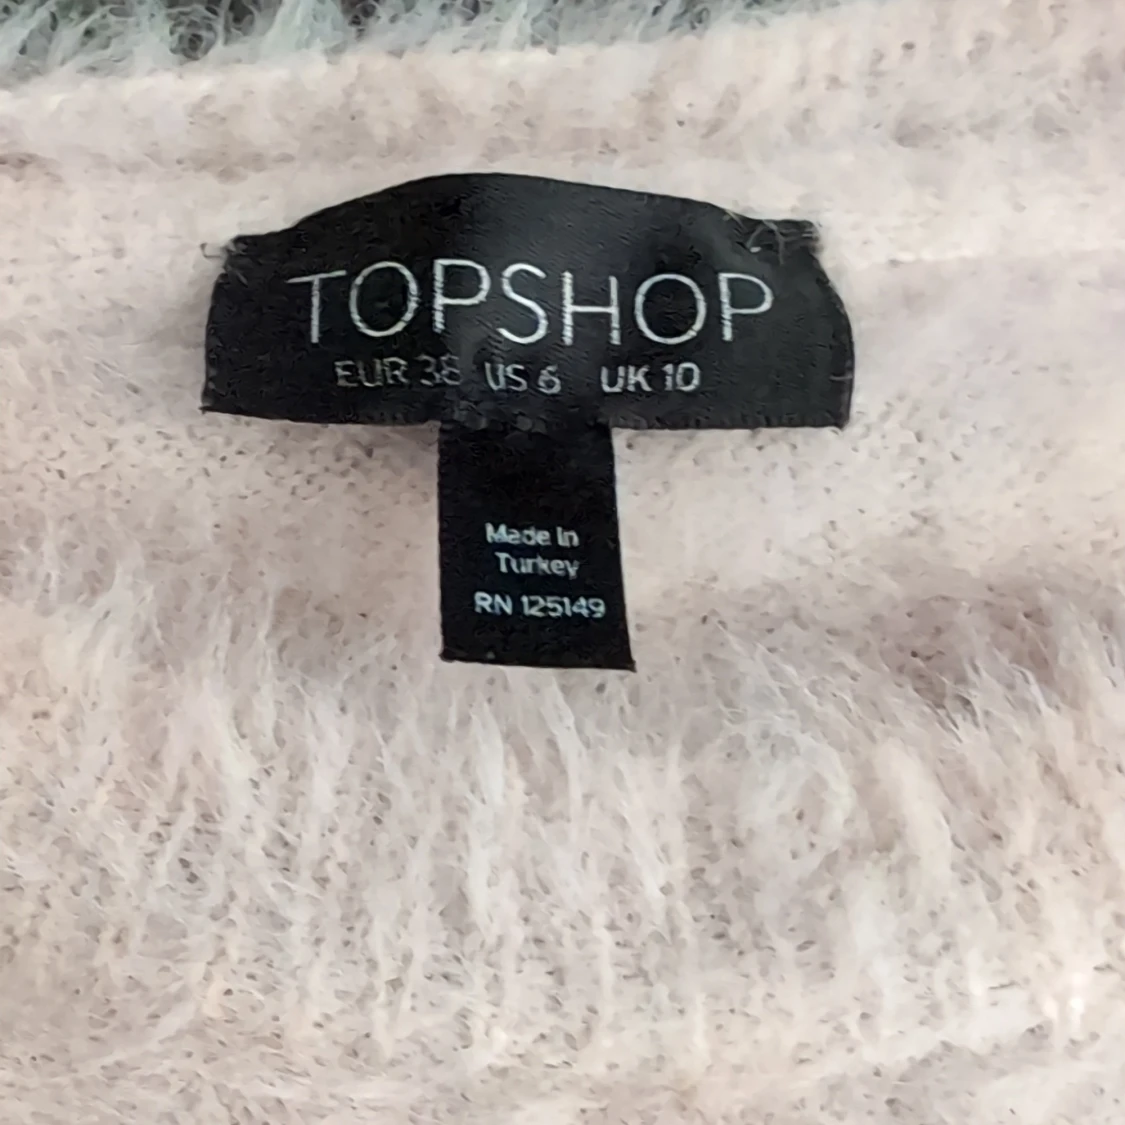 TOPSHOP
EUR 38 US 6 UK 10
Made In
Turkey
RN 125149